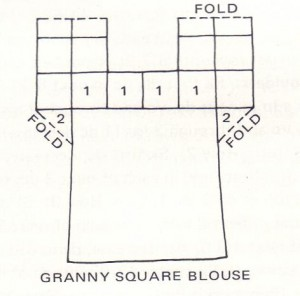 FOLD
1 1 1 1
2 2
FOLD FOLD
GRANNY SQUARE BLOUSE